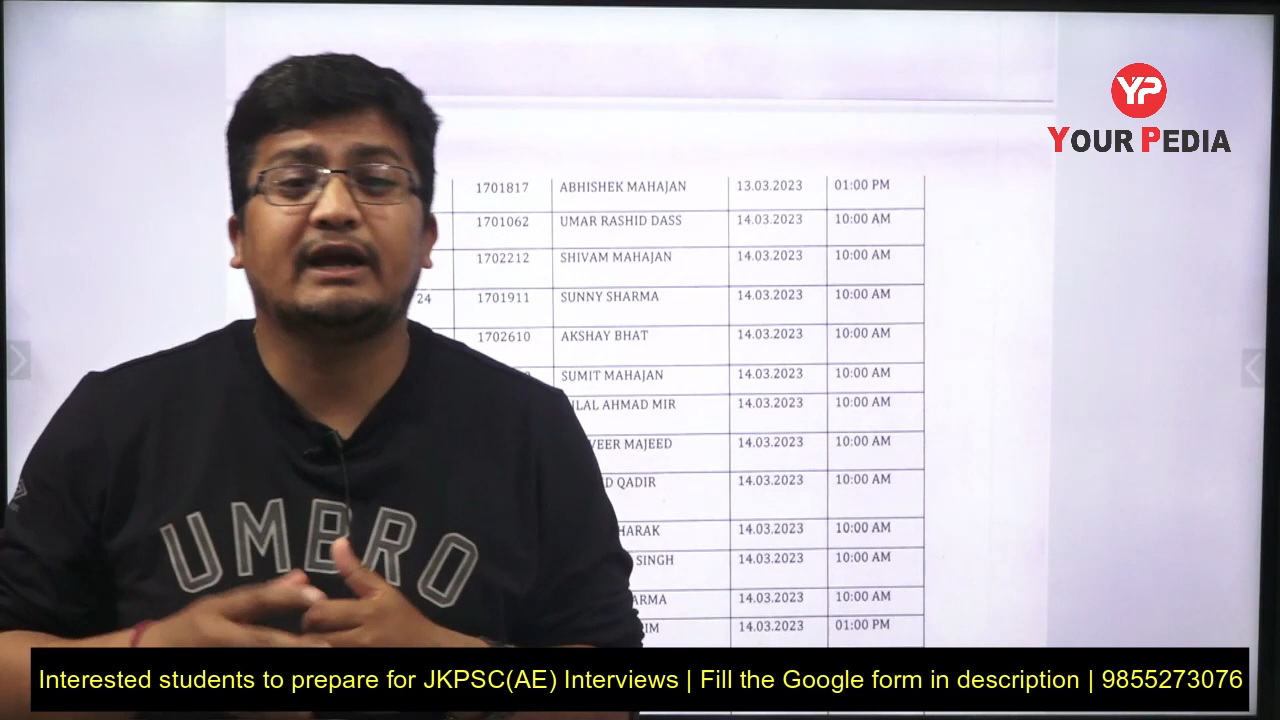 YP
YOUR PEDIA
1701817 ABHISHEK MAHAJAN 13.03.2023 01:00 PM
1701062 UMAR RASHID DASS 14.03.2023 10:00 AM
1702212 SHIVAM MAHAJAN 14.03.2023 10:00 AM
24 1701911 SUNNY SHARMA 14.03.2023 10:00 AM
1702610 AKSHAY BHAT 14.03.2023 10:00 AM
SUMIT MAHAJAN 14.03.2023 10:00 AM
LAL AHMAD MIR 14.03.2023 10:00 AM
VEER MAJEED 14.03.2023 10:00 AM
D QADIR 14.03.2023 10:00 AM
HARAK 14.03.2023 10:00 AM
SINGH 14.03.2023 10:00 AM
ARMA 14.03.2023 10:00 AM
IM 14.03.2023 01:00 PM
UMBRO
Interested students to prepare for JKPSC(AE) Interviews | Fill the Google form in description | 9855273076